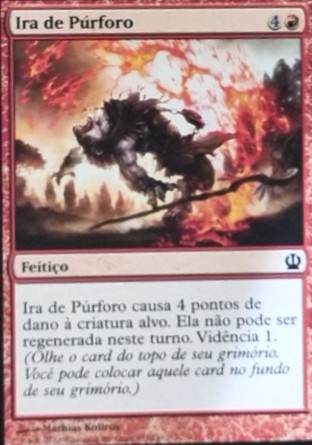 Ira de Púrforo 4
Feitiço
Ira de Púrforo causa 4 pontos de
dano à criatura alvo. Ela não pode ser
regenerada neste turno. Vidência 1.
(Olhe o card do topo de seu grimório.
Você pode colocar aquele card no fundo
de seu grimório.)
Mathias Kollros